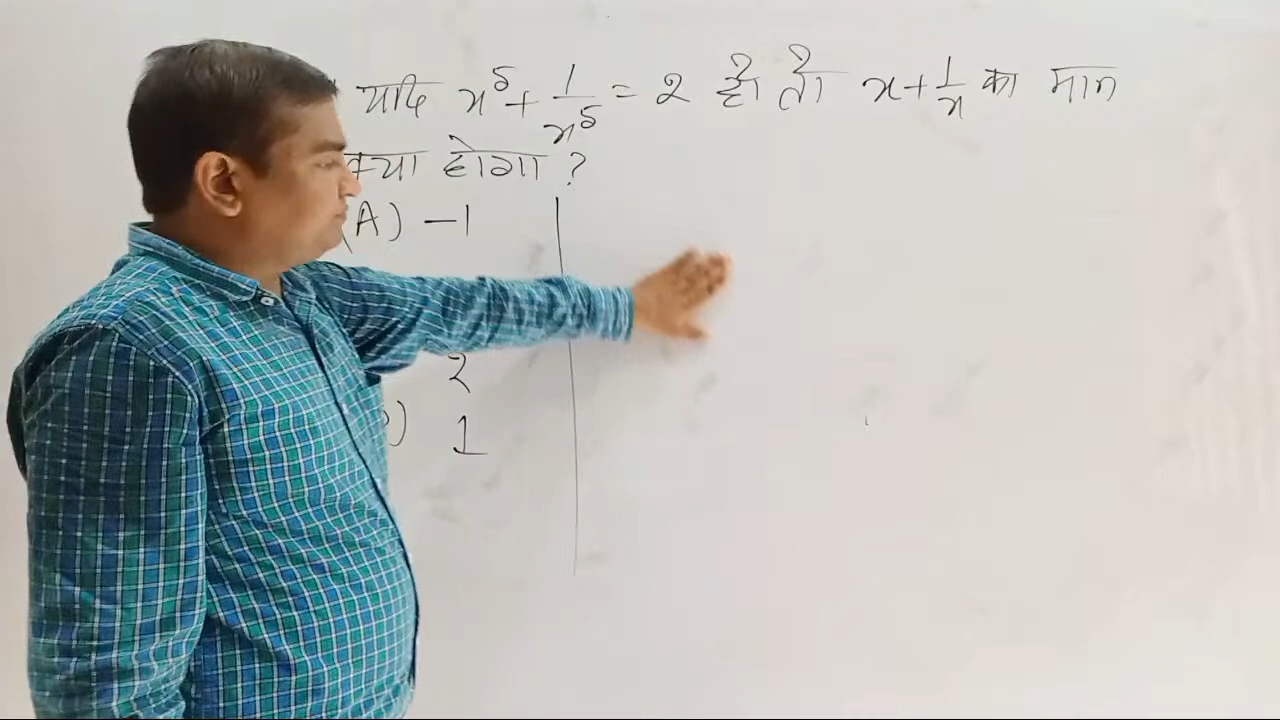 यदि x⁵ + 1/x⁵ = 2 हो तो x + 1/x का मान
क्या होगा ?
(A) -1
2
) 1